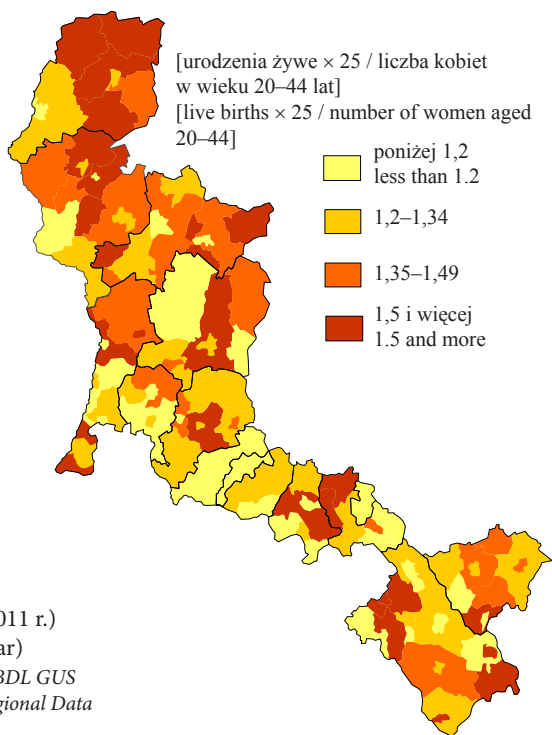 [urodzenia żywe × 25 / liczba kobiet
w wieku 20–44 lat]
[live births × 25 / number of women aged
20–44]
poniżej 1,2
less than 1.2
1,2–1,34
1,35–1,49
1,5 i więcej
1.5 and more
011 r.)
ar)
BDL GUS
gional Data